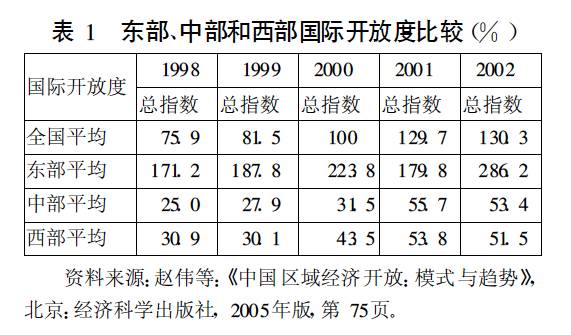 表 1 东部、中部和西部国际开放度比较(% )
国际开放度 1998 1999 2000 2001 2002
总指数 总指数 总指数 总指数 总指数
全国平均 75.9 81.5 100 129.7 130.3
东部平均 171.2 187.8 223.8 179.8 286.2
中部平均 25.0 27.9 31.5 55.7 53.4
西部平均 30.9 30.1 43.5 53.8 51.5
资料来源:赵伟等:《中国区域经济开放:模式与趋势》,
北京:经济科学出版社, 2005年版,第 75页。